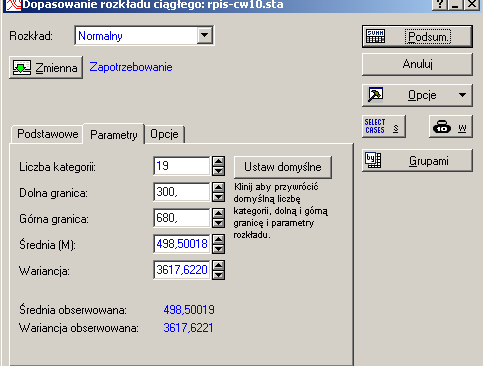 Dopasowanie rozkładu ciągłego: rpis-cw10.sta
Rozkład: Normalny
Zmienna Zapotrzebowanie
Podstawowe Parametry Opcje
Liczba kategorii: 19
Dolna granica: 300,
Górna granica: 680,
Średnia (M): 498,50018
Wariancja: 3617,6220
Ustaw domyślne
Klinij aby przywrócić
domyślną liczbę
kategorii, dolną i górną
granicę i parametry
rozkładu.
Średnia obserwowana: 498,50019
Wariancja obserwowana: 3617,6221
SUMM Podsum.
Anuluj
Opcje
SELECT
CASES S
10 W
by Grupami